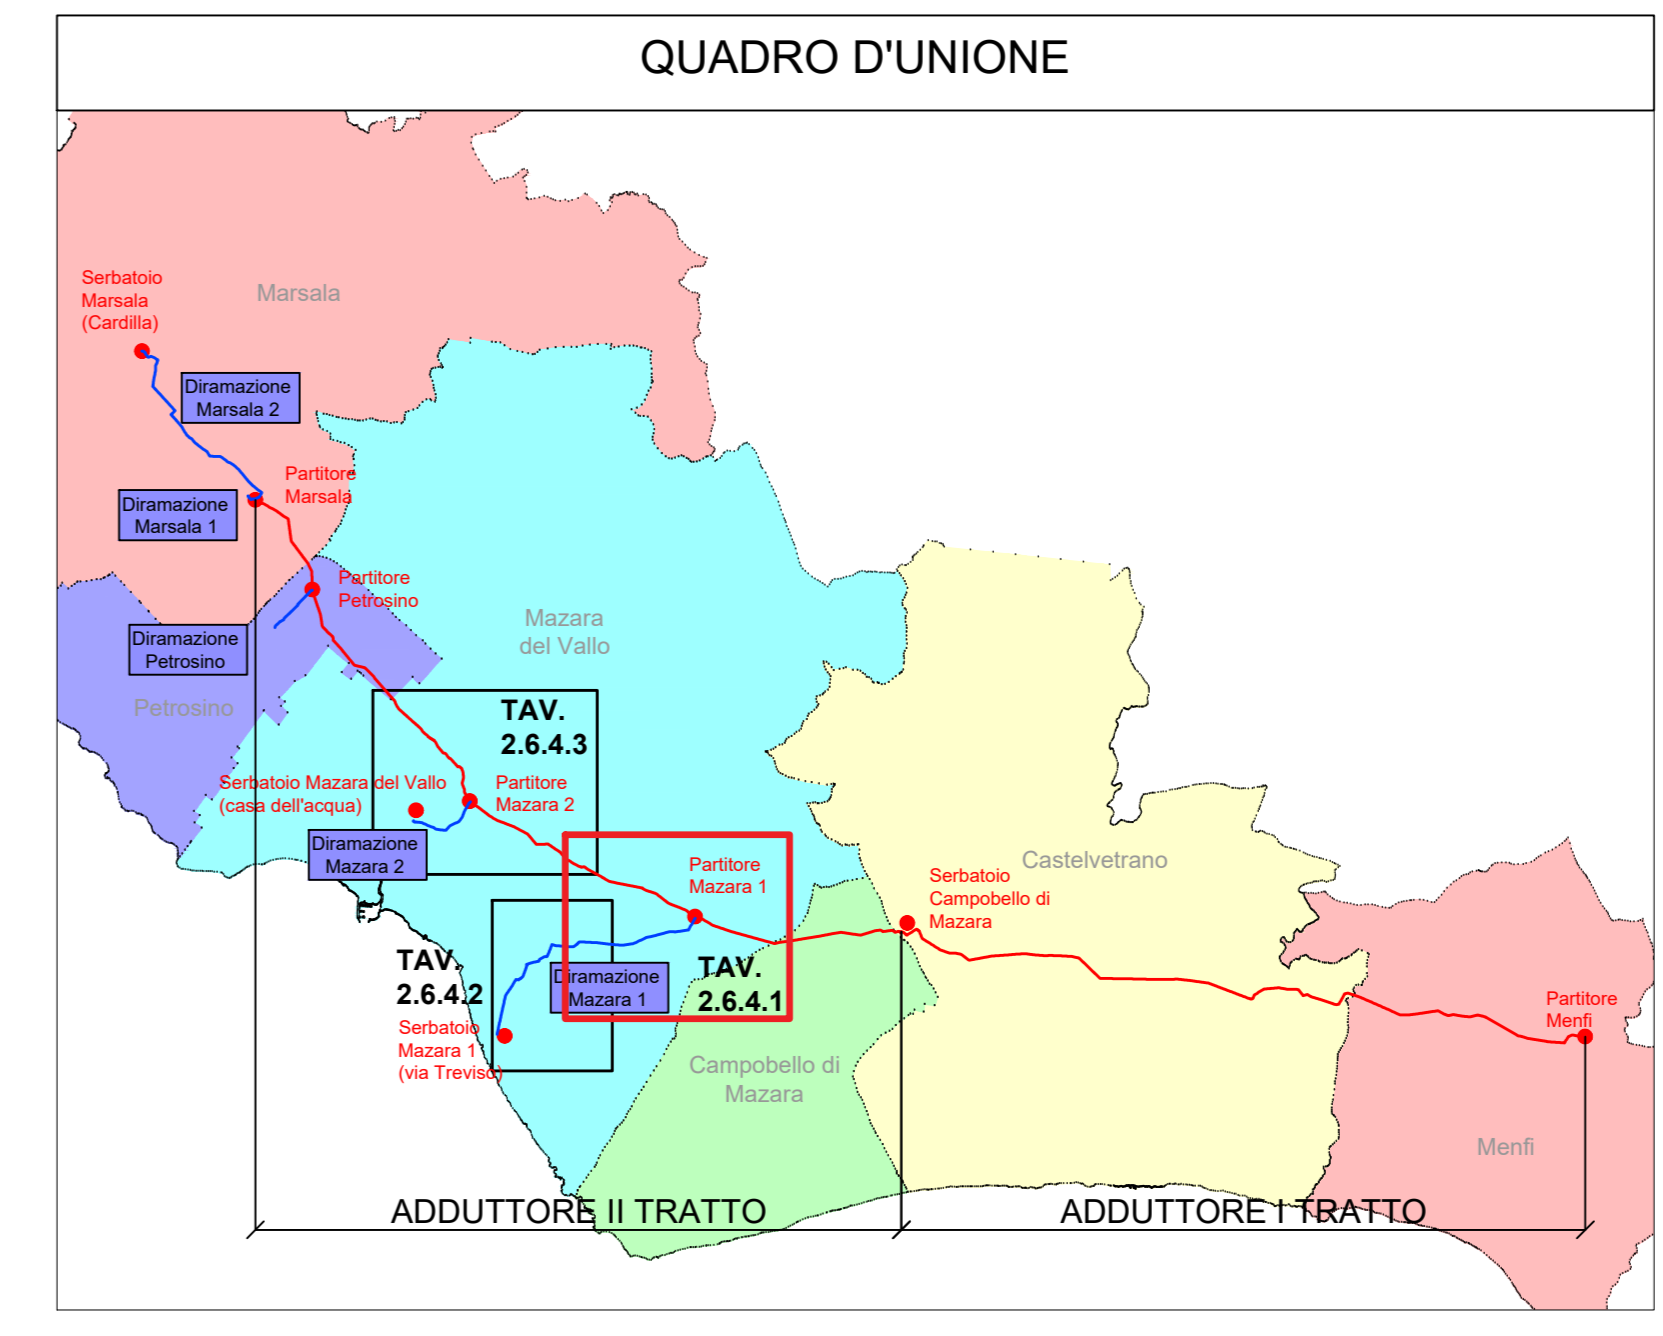 QUADRO D'UNIONE
Serbatoio
Marsala
(Cardilla)
Marsala
Diramazione
Marsala 2
Partitore
Marsala
Diramazione
Marsala 1
Partitore
Petrosino
Diramazione
Petrosino
Mazara
del Vallo
Petrosino
TAV.
2.6.4.3
Serbatoio Mazara del Vallo
(casa dell'acqua)
Partitore
Mazara 2
Diramazione
Mazara 2
Partitore
Mazara 1
Serbatoio
Campobello di
Mazara
Castelvetrano
TAV.
2.6.4.2
Diramazione
Mazara 1
TAV.
2.6.4.1
Serbatoio
Mazara 1
(via Treviso)
Partitore
Menfi
Campobello di
Mazara
Menfi
ADDUTTORE II TRATTO
ADDUTTORE I TRATTO